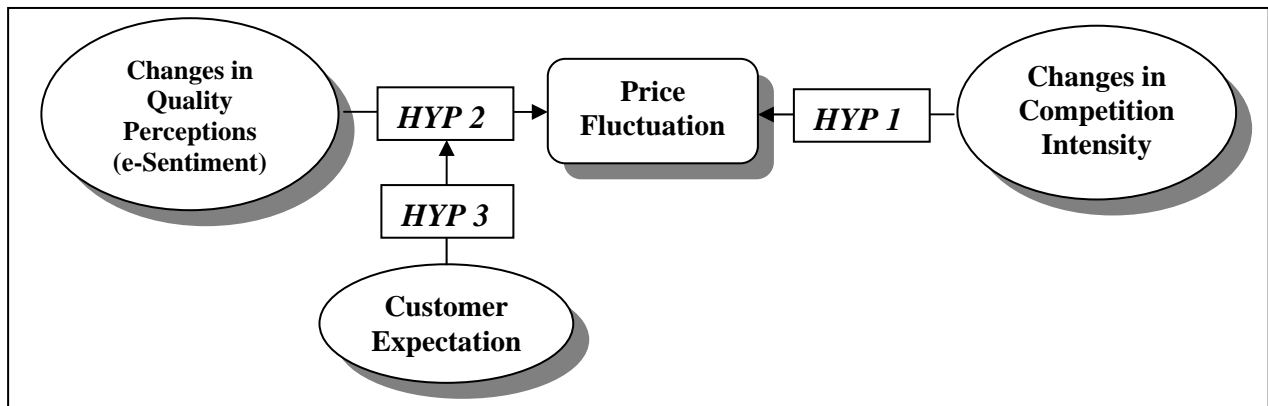 Changes in
Quality
Perceptions
(e-Sentiment)
HYP 2
Price
Fluctuation
HYP 1
Changes in
Competition
Intensity
HYP 3
Customer
Expectation